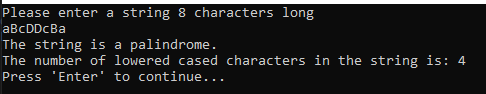 Please enter a string 8 characters long
aBcDDcBa
The string is a palindrome.
The number of lowered cased characters in the string is: 4
Press 'Enter' to continue...